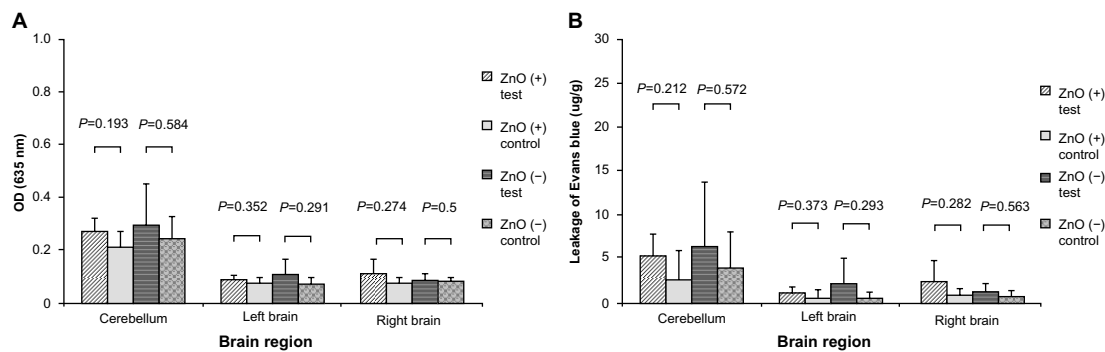 A
OD (635 nm)
1.0
0.8
0.6
0.4
0.2
0
P=0.193
P=0.584
P=0.352
P=0.291
P=0.274
P=0.5
Cerebellum
Left brain
Right brain
Brain region
ZnO (+)
test
ZnO (+)
control
ZnO (−)
test
ZnO (−)
control
B
Leakage of Evans blue (ug/g)
30
25
20
15
10
5
0
P=0.212
P=0.572
P=0.373
P=0.293
P=0.282
P=0.563
Cerebellum
Left brain
Right brain
Brain region
ZnO (+)
test
ZnO (+)
control
ZnO (−)
test
ZnO (−)
control